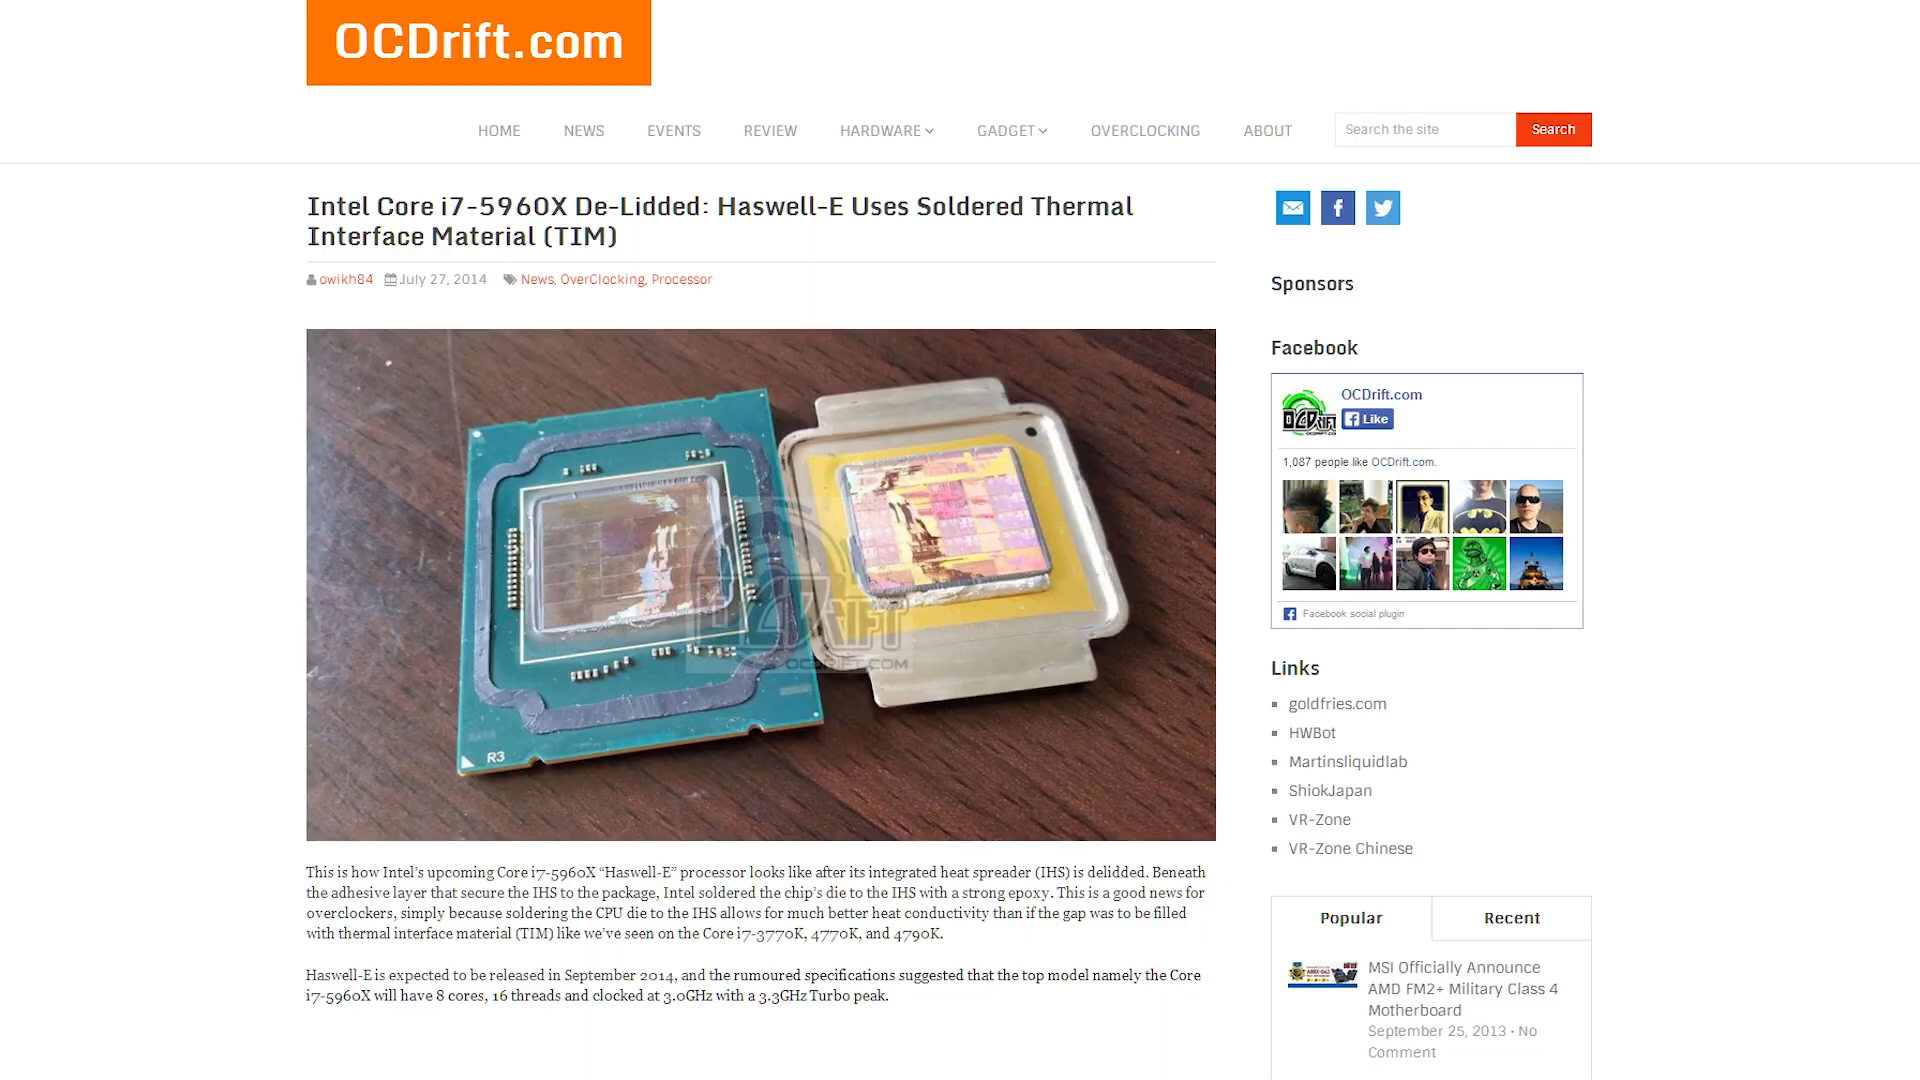 OCDrift.com
HOME NEWS EVENTS REVIEW HARDWARE GADGET OVERCLOCKING ABOUT Search the site Search
Intel Core i7-5960X De-Lidded: Haswell-E Uses Soldered Thermal
Interface Material (TIM)
owikh84 July 27, 2014 News, OverClocking, Processor
R3
OCDRIFT
OCDRIFT.COM
This is how Intel's upcoming Core i7-5960X “Haswell-E” processor looks like after its integrated heat spreader (IHS) is delidded. Beneath
the adhesive layer that secure the IHS to the package, Intel soldered the chip's die to the IHS with a strong epoxy. This is a good news for
overclockers, simply because soldering the CPU die to the IHS allows for much better heat conductivity than if the gap was to be filled
with thermal interface material (TIM) like we've seen on the Core i7-3770K, 4770K, and 4790K.
Haswell-E is expected to be released in September 2014, and the rumoured specifications suggested that the top model namely the Core
i7-5960X will have 8 cores, 16 threads and clocked at 3.0GHz with a 3.3GHz Turbo peak.
Sponsors
Facebook
OCDrift.com
Like
1,087 people like OCDrift.com.
Facebook social plugin
Links
goldfries.com
HWBot
Martinsliquidlab
ShiokJapan
VR-Zone
VR-Zone Chinese
Popular Recent
MSI Officially Announce
AMD FM2+ Military Class 4
Motherboard
September 25, 2013 • No
Comment